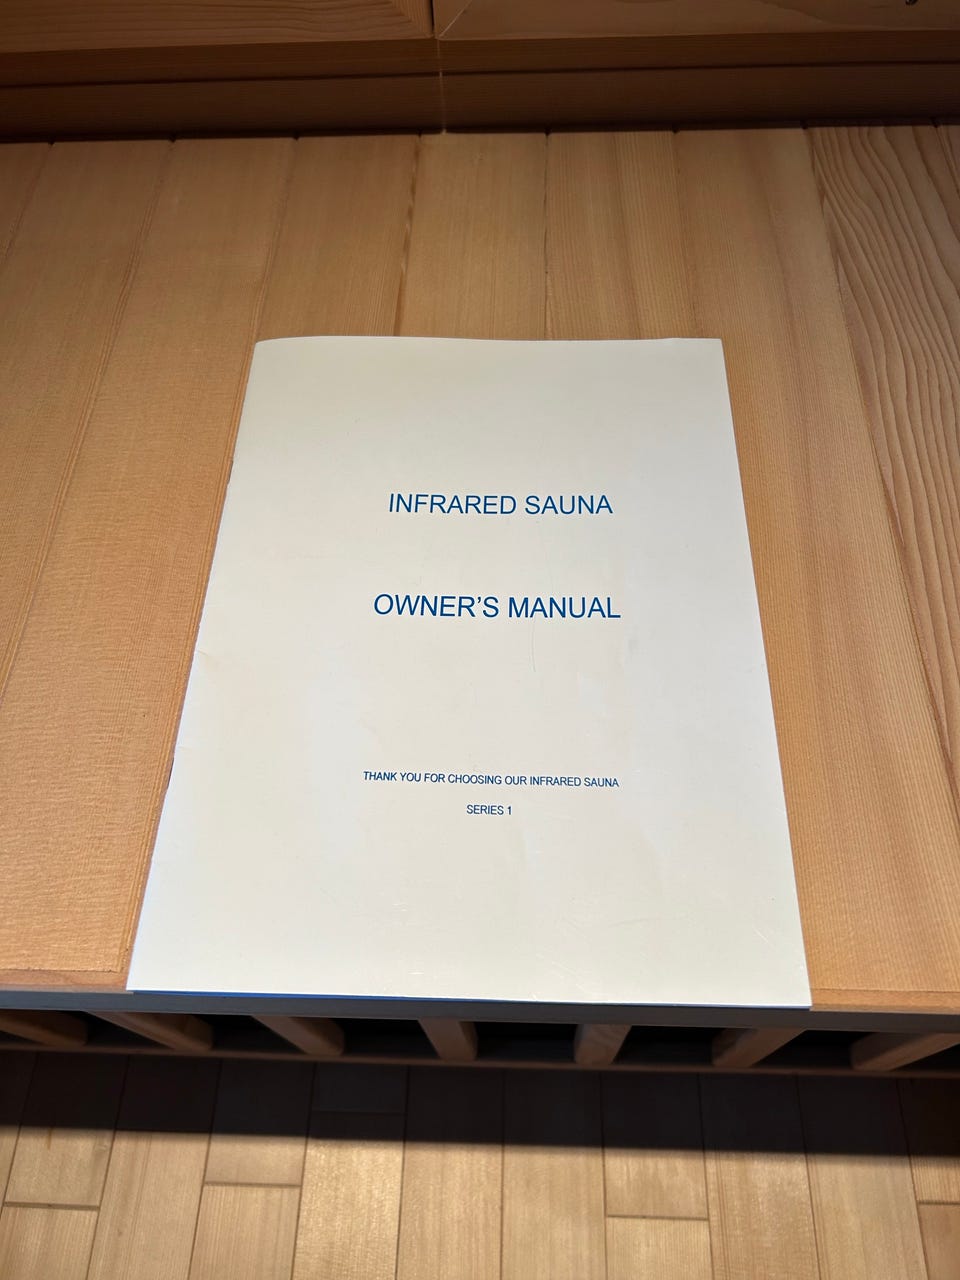 INFRARED SAUNA
OWNER’S MANUAL
THANK YOU FOR CHOOSING OUR INFRARED SAUNA
SERIES 1